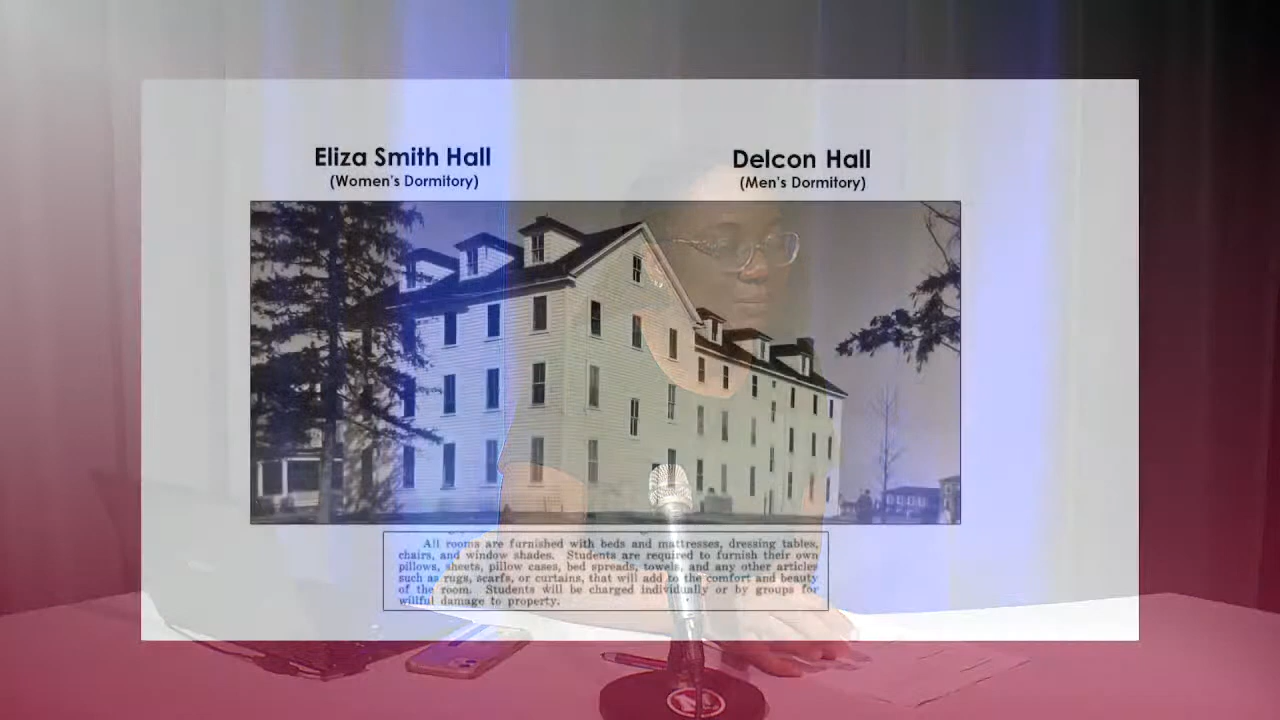 Eliza Smith Hall
(Women's Dormitory)
Delcon Hall
(Men's Dormitory)
All rooms are furnished with beds and mattresses, dressing tables,
chairs, and window shades. Students are required to furnish their own
pillows, sheets, pillow cases, bed spreads, towels, and any other articles
such as rugs, scarfs, or curtains, that will add to the comfort and beauty
of the room. Students will be charged individually or by groups for
willful damage to property.